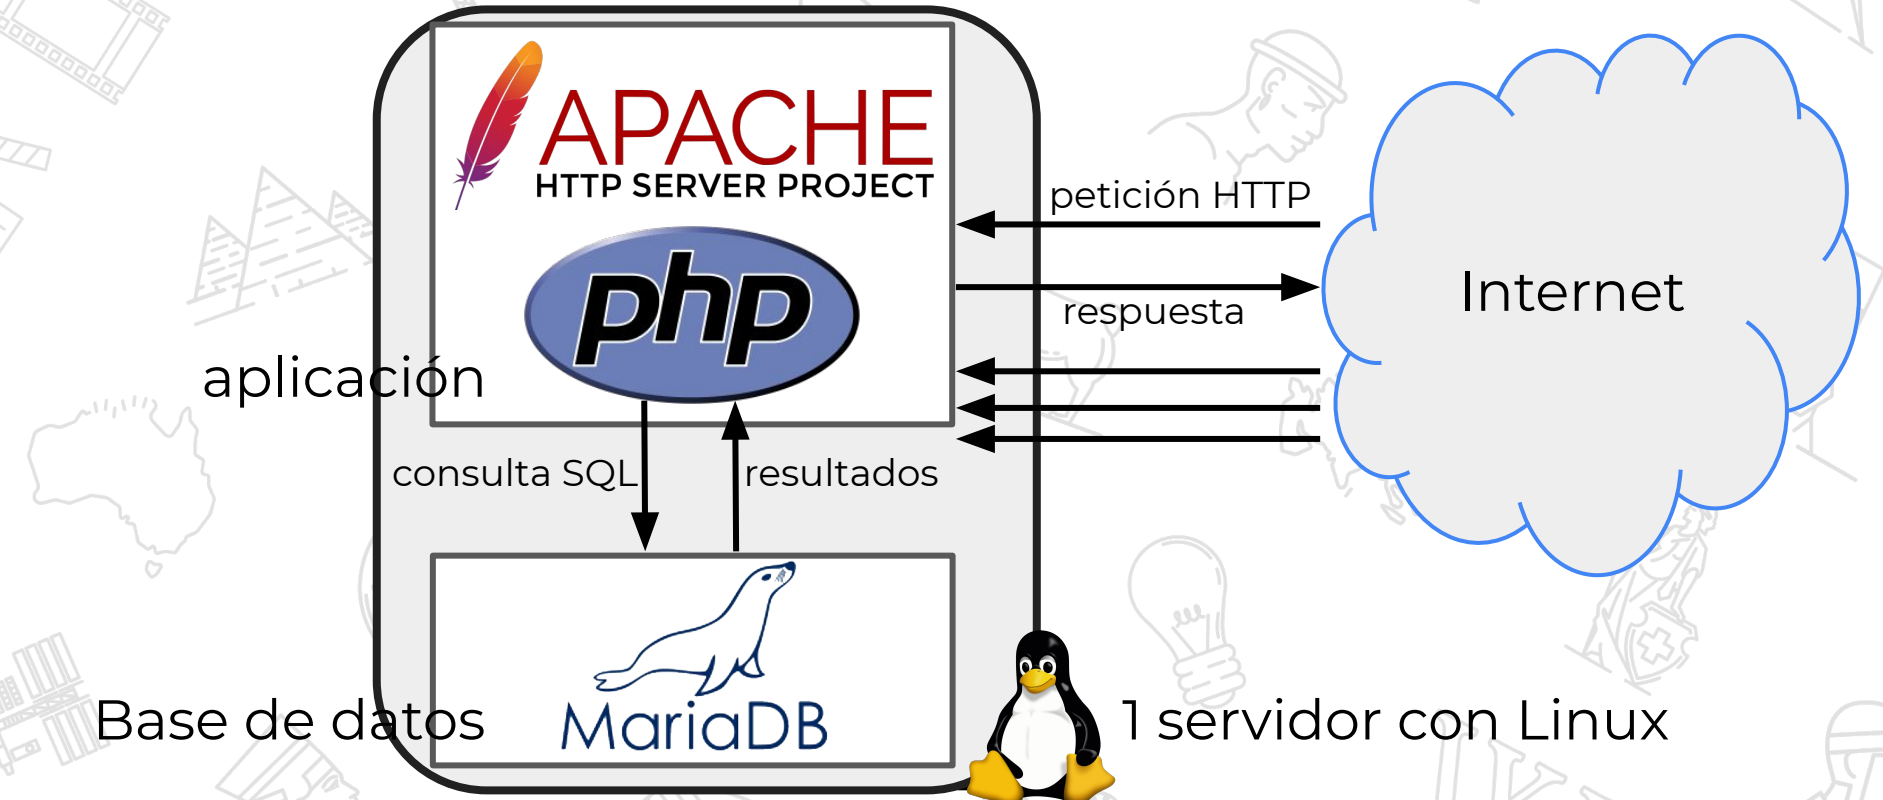 APACHE
HTTP SERVER PROJECT
php
petición HTTP
respuesta
Internet
aplicación
consulta SQL
resultados
MariaDB
Base de datos
1 servidor con Linux